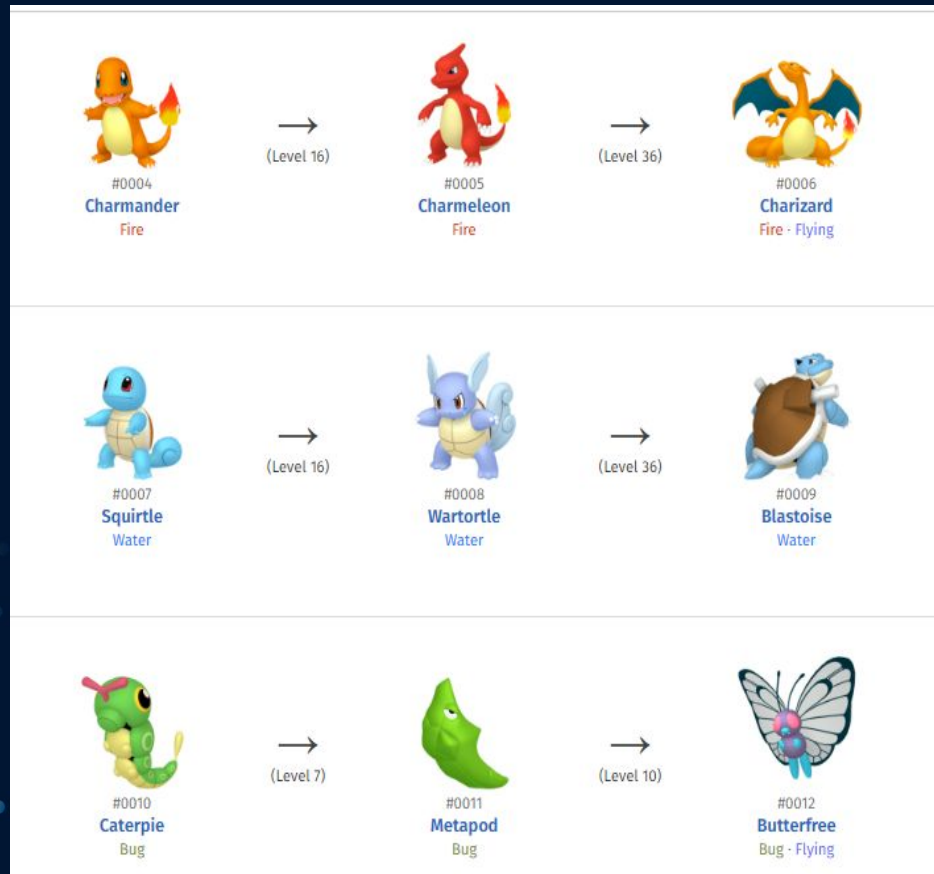 → →
(Level 16) (Level 36)
#0004 #0005 #0006
Charmander Charmeleon Charizard
Fire Fire Fire · Flying
→ →
(Level 16) (Level 36)
#0007 #0008 #0009
Squirtle Wartortle Blastoise
Water Water Water
→ →
(Level 7) (Level 10)
#0010 #0011 #0012
Caterpie Metapod Butterfree
Bug Bug Bug · Flying